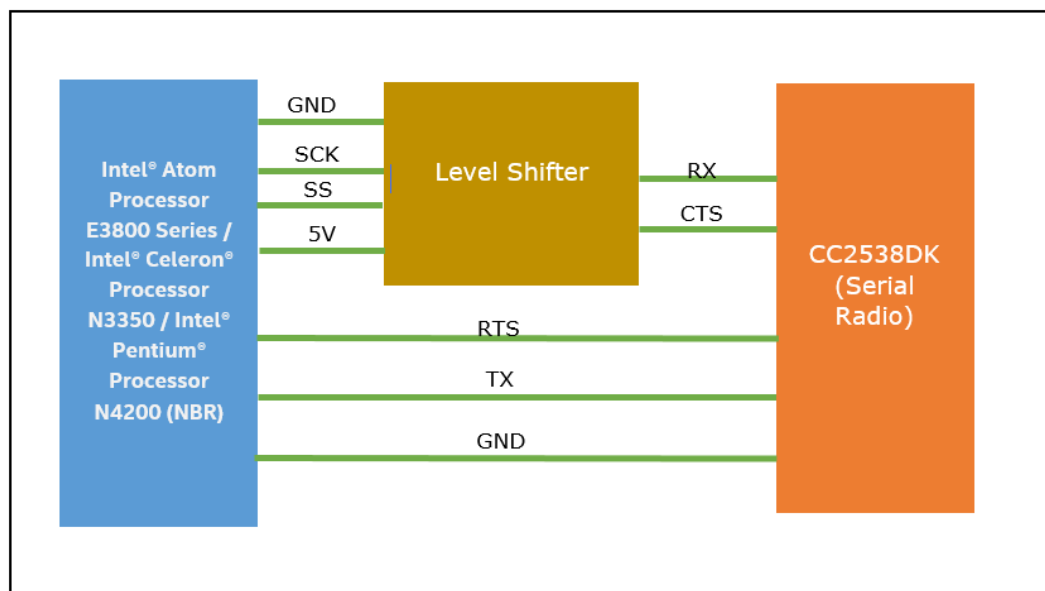 Intel® Atom
Processor
E3800 Series /
Intel® Celeron®
Processor
N3350 / Intel®
Pentium®
Processor
N4200 (NBR)
GND
SCK
SS
5V
Level Shifter
RX
CTS
RTS
TX
GND
CC2538DK
(Serial
Radio)